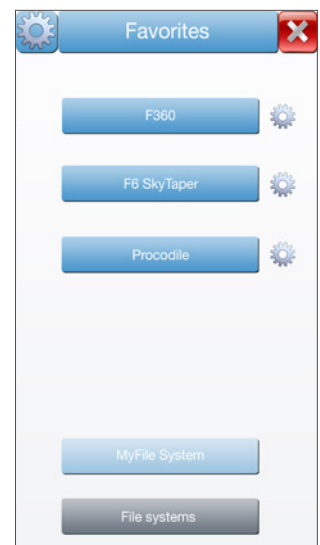 Favorites
F360
F6 SkyTaper
Procodile
MyFile System
File systems